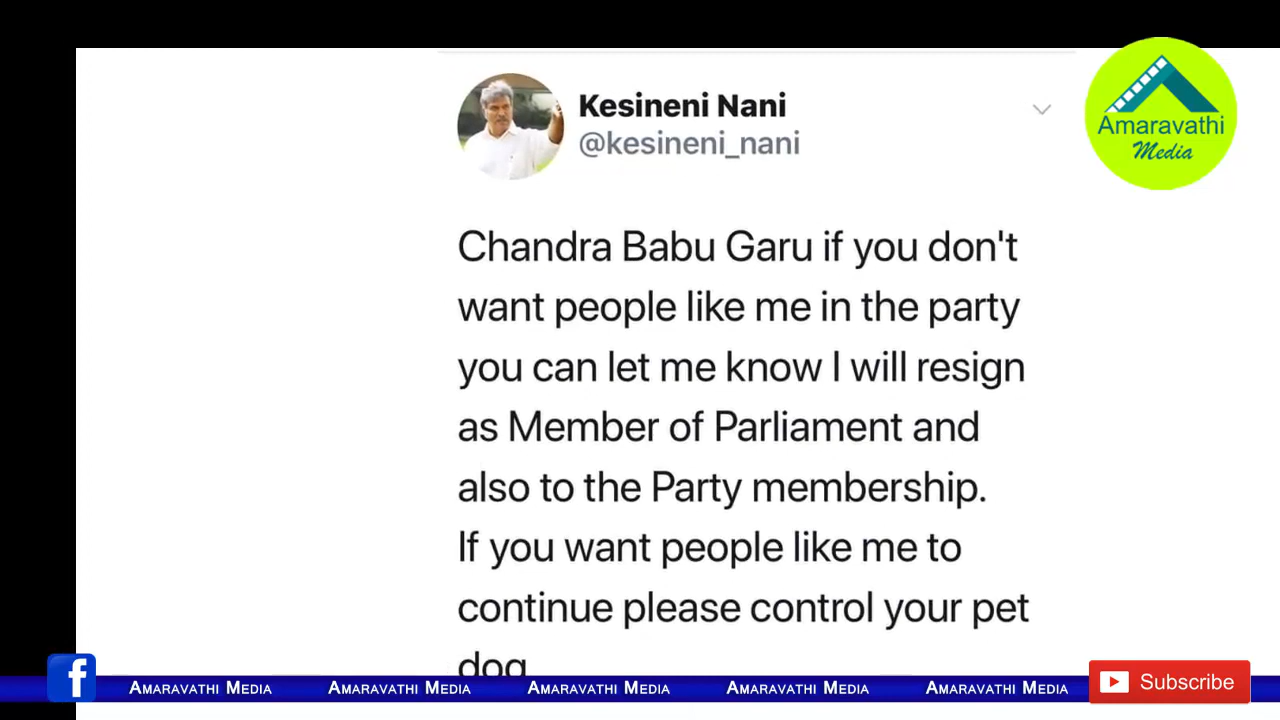 Kesineni Nani
@kesineni_nani
Amaravathi
Media
Chandra Babu Garu if you don't
want people like me in the party
you can let me know I will resign
as Member of Parliament and
also to the Party membership.
If you want people like me to
continue please control your pet
dog
f Amaravathi Media Amaravathi Media Amaravathi Media Amaravathi Media Amaravathi Media Subscribe